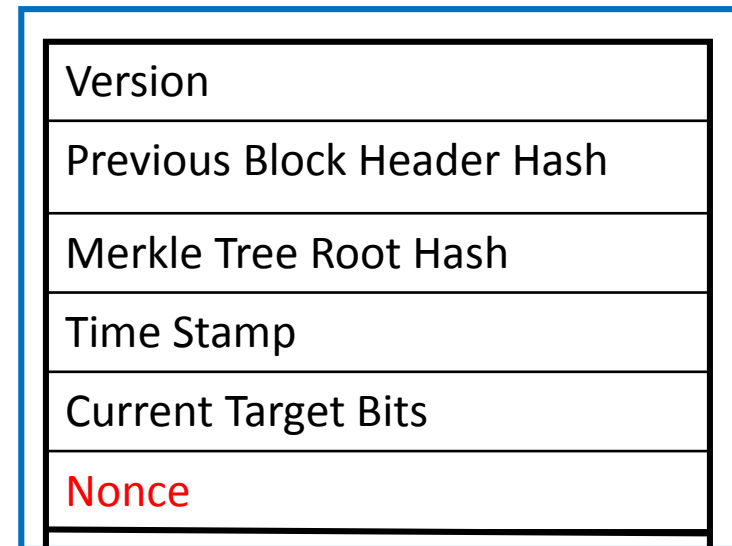 Version
Previous Block Header Hash
Merkle Tree Root Hash
Time Stamp
Current Target Bits
Nonce